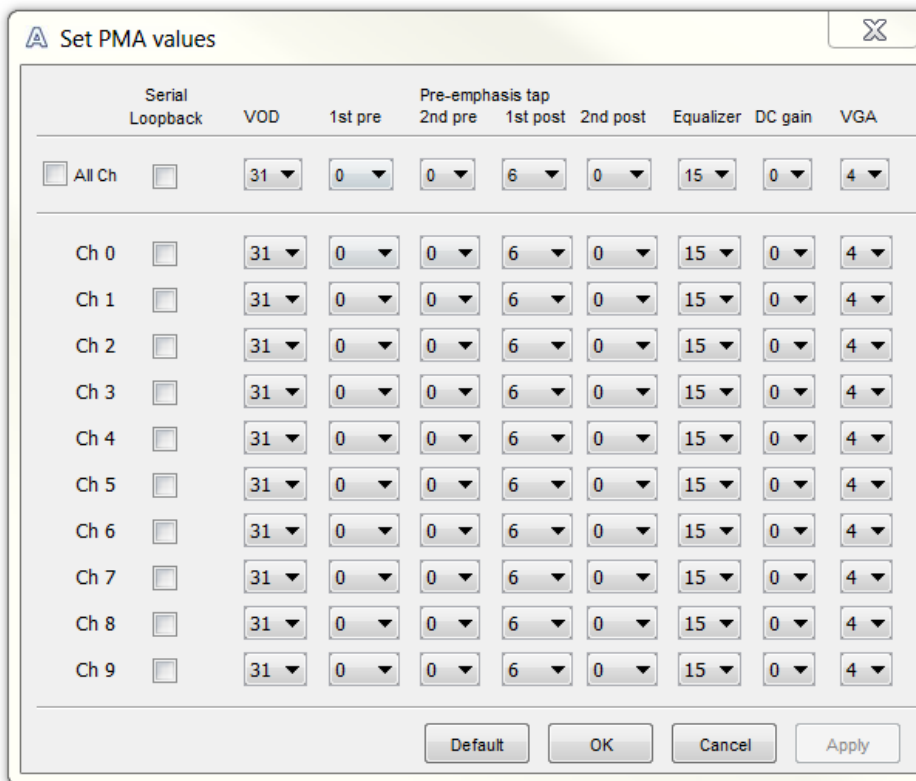 Set PMA values
Serial Loopback VOD 1st pre Pre-emphasis tap 2nd pre 1st post 2nd post Equalizer DC gain VGA
All Ch 31 0 0 6 0 15 0 4
Ch 0 31 0 0 6 0 15 0 4
Ch 1 31 0 0 6 0 15 0 4
Ch 2 31 0 0 6 0 15 0 4
Ch 3 31 0 0 6 0 15 0 4
Ch 4 31 0 0 6 0 15 0 4
Ch 5 31 0 0 6 0 15 0 4
Ch 6 31 0 0 6 0 15 0 4
Ch 7 31 0 0 6 0 15 0 4
Ch 8 31 0 0 6 0 15 0 4
Ch 9 31 0 0 6 0 15 0 4
Default OK Cancel Apply